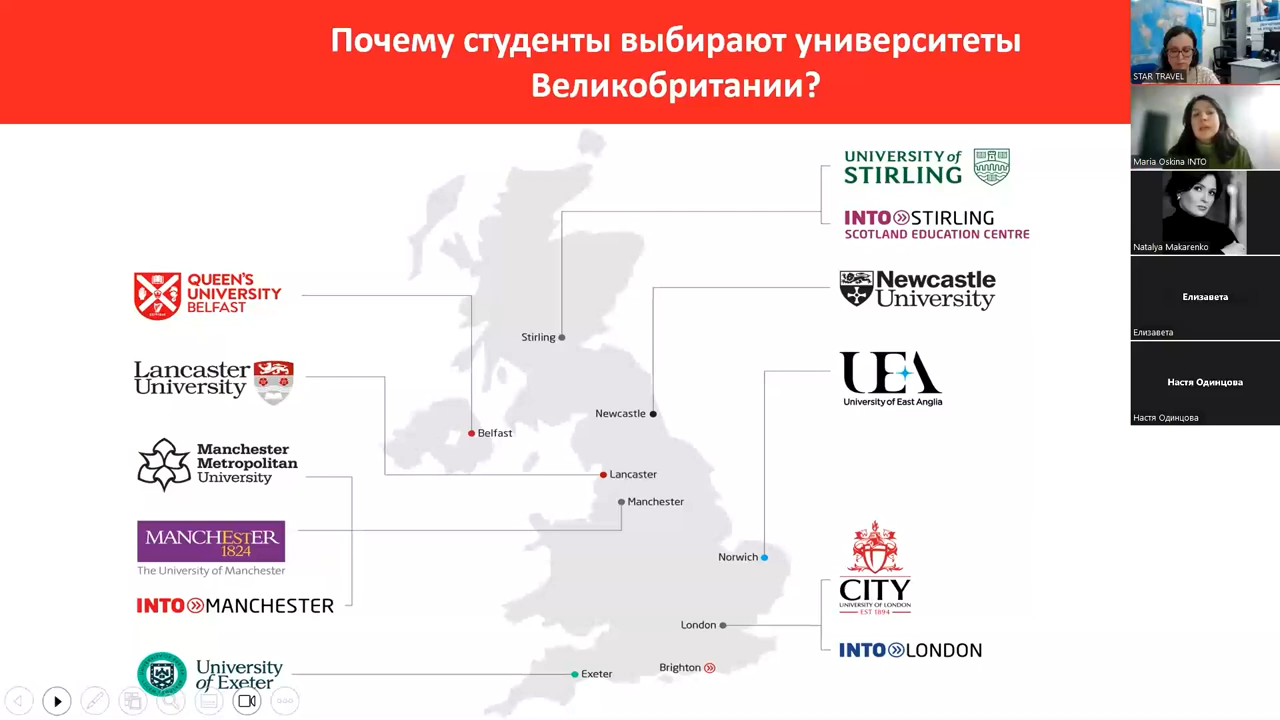 Почему студенты выбирают университеты
Великобритании?
UNIVERSITY of
STIRLING
INTO STIRLING
SCOTLAND EDUCATION CENTRE
QUEEN'S
UNIVERSITY
BELFAST
Newcastle
University
Stirling
Lancaster
University
UEA
University of East Anglia
Newcastle
Belfast
Manchester
Metropolitan
University
Lancaster
Manchester
MANCHESTER
1824
The University of Manchester
Norwich
CITY
UNIVERSITY OF LONDON
EST 1894
INTO MANCHESTER
London
INTO LONDON
University
of Exeter
Exeter
Brighton
STAR TRAVEL
Maria Oskina INTO
Natalya Makarenko
Елизавета
Елизавета
Настя Одинцова
Настя Одинцова